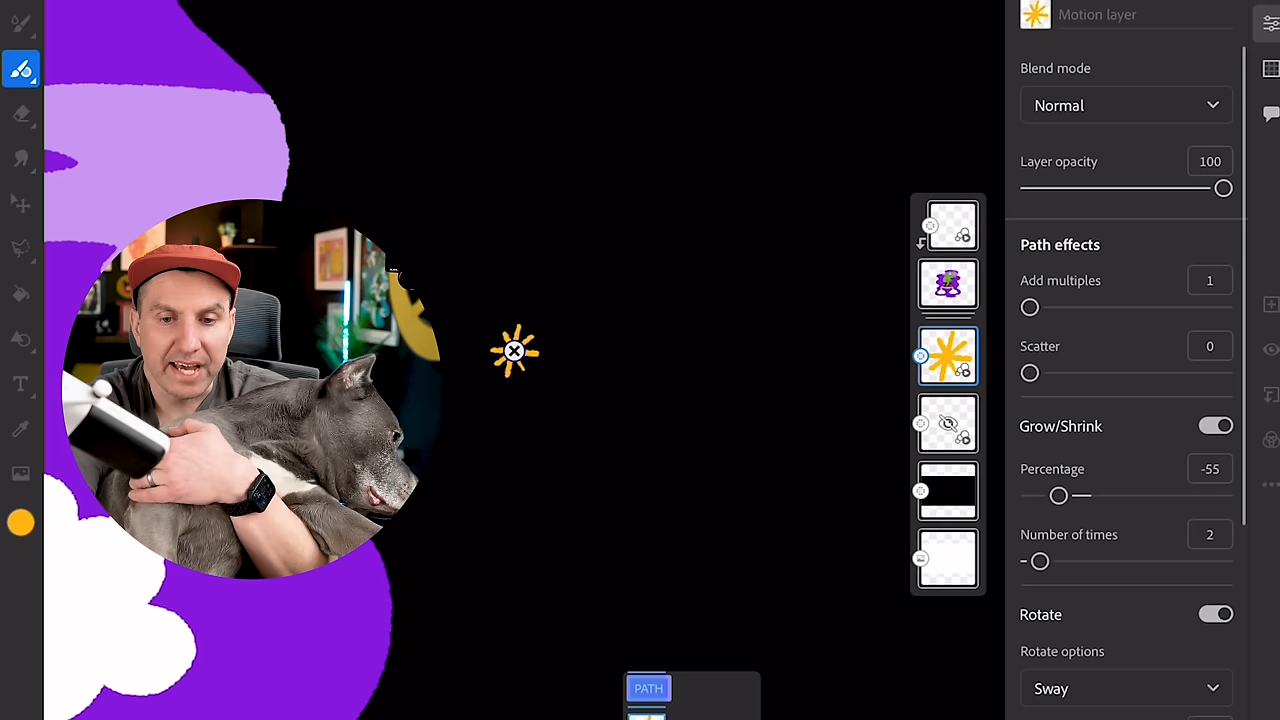 Motion layer
Blend mode
Normal
Layer opacity
100
Path effects
Add multiples
1
Scatter
0
Grow/Shrink
Percentage
-55
Number of times
2
Rotate
Rotate options
Sway
PATH